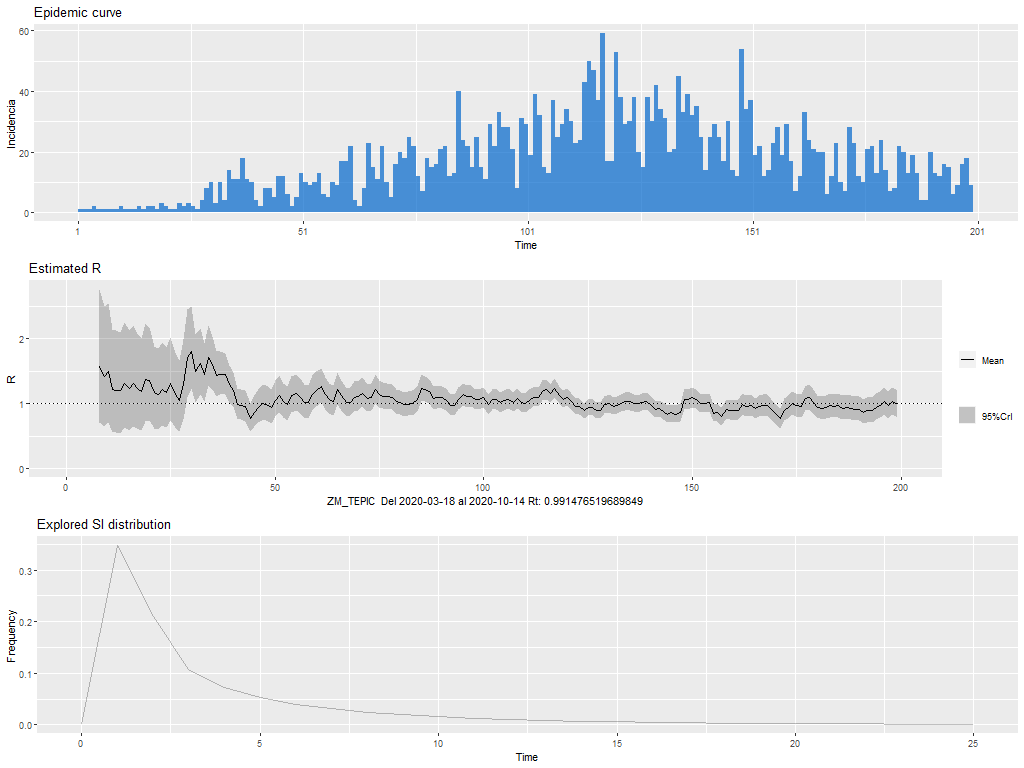 Epidemic curve
60
40
20
0
Incidencia
1 51 101 151 201
Time
Estimated R
2
1
0
R
Mean
95%CrI
0 50 100 150 200
ZM_TEPIC Del 2020-03-18 al 2020-10-14 Rt: 0.991476519689849
Explored SI distribution
0.3
0.2
0.1
0.0
Frequency
0 5 10 15 20 25
Time